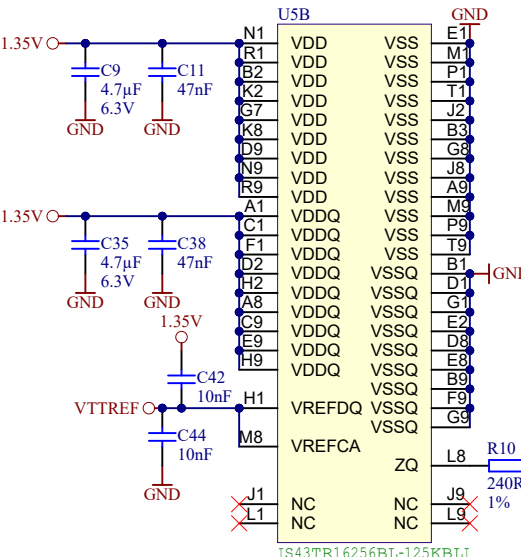 U5B
GND
1.35V
N1 VDD VSS E1
R1 VDD VSS M1
C9 C11 B2 VDD VSS P1
4.7µF 47nF K2 VDD VSS T1
6.3V G7 VDD VSS J2
GND GND K8 VDD VSS B3
D9 VDD VSS G8
N9 VDD VSS J8
R9 VDD VSS A9
1.35V A1 VDDQ VSS M9
C1 VDDQ VSS P9
C35 C38 F1 VDDQ VSS T9
4.7µF 47nF D2 VDDQ VSSQ B1 GND
6.3V H2 VDDQ VSSQ D1
GND GND A8 VDDQ VSSQ G1
1.35V C9 VDDQ VSSQ E2
E9 VDDQ VSSQ D8
H9 VDDQ VSSQ E8
C42 VSSQ B9
10nF
VTTREF H1 VREFDQ VSSQ F9
C44 VSSQ G9
10nF M8 VREFCA
ZQ L8 R10
GND 240R
1%
J1 NC NC J9
L1 NC NC L9
IS43TR16256BL-125KBLI